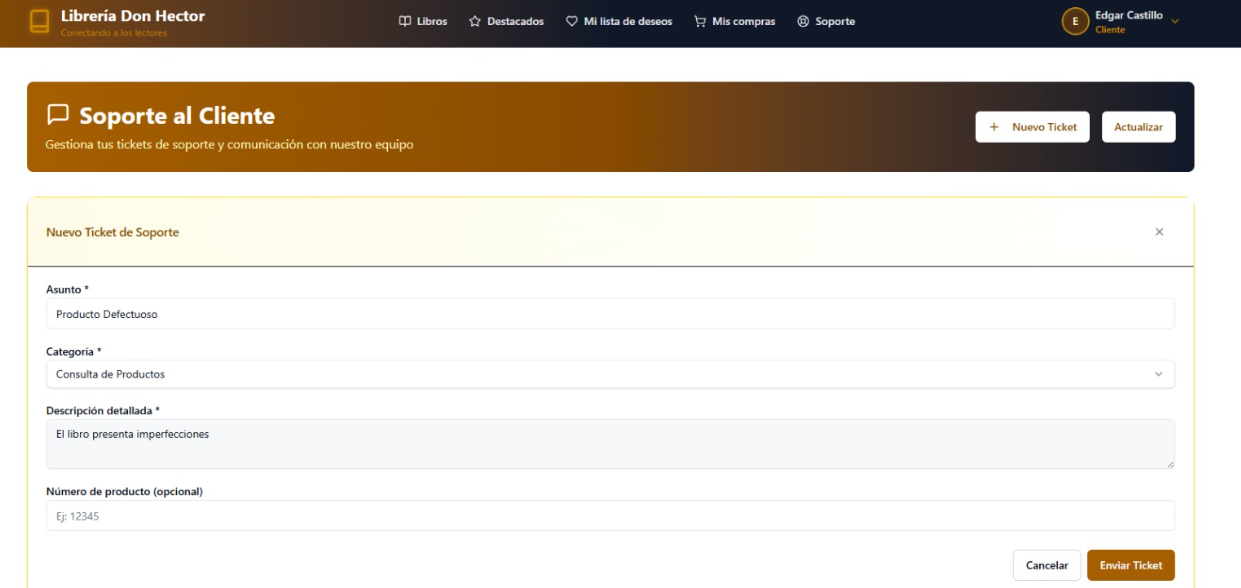 Librería Don Hector
Conectando a los lectores
Libros
Destacados
Mi lista de deseos
Mis compras
Soporte
E
Edgar Castillo
Cliente
Soporte al Cliente
Gestiona tus tickets de soporte y comunicación con nuestro equipo
+ Nuevo Ticket
Actualizar
Nuevo Ticket de Soporte
Asunto *
Producto Defectuoso
Categoría *
Consulta de Productos
Descripción detallada *
El libro presenta imperfecciones
Número de producto (opcional)
Ej: 12345
Cancelar
Enviar Ticket